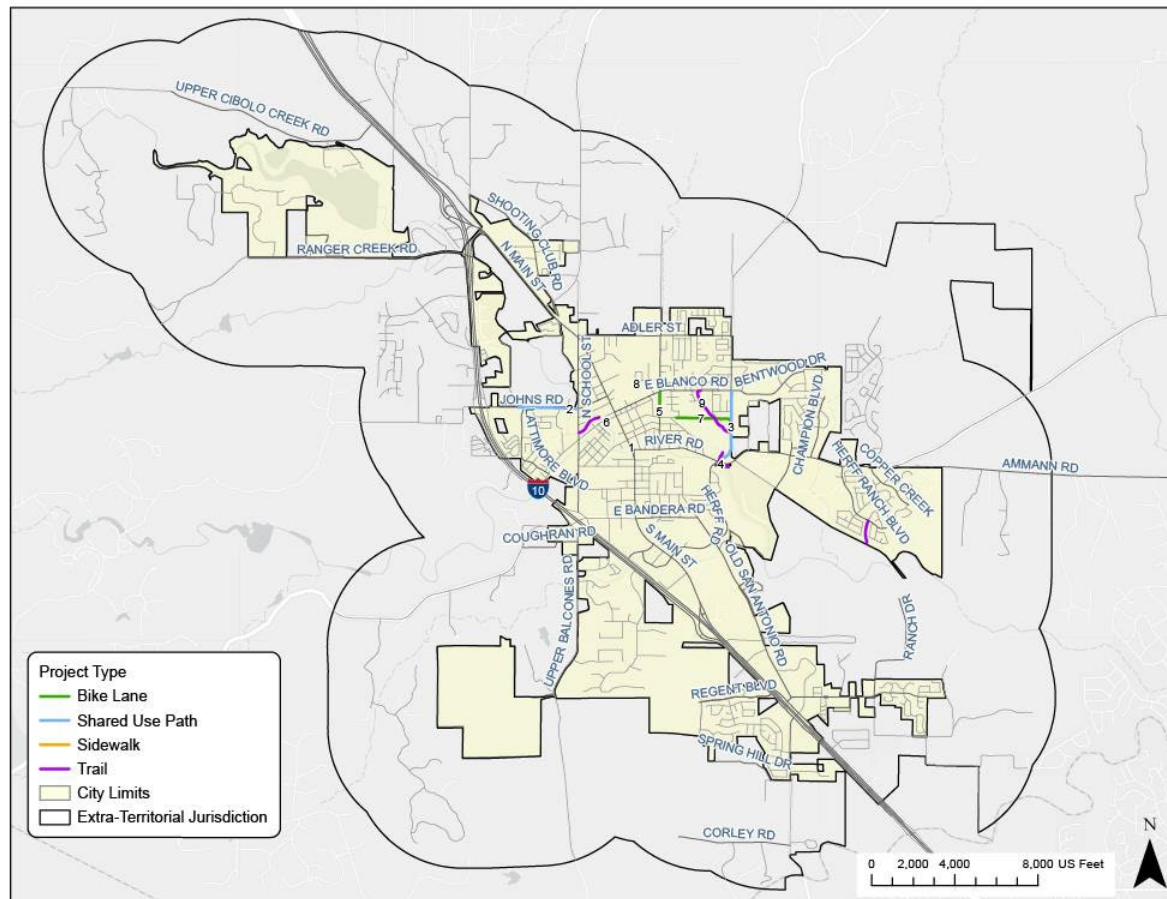 UPPER CIBOLO CREEK RD
SHOOTING CLUB RD
N MAIN ST
RANGER CREEK RD
ADLER ST
N SCHOOL ST
8
E BLANCO RD
BENTWOOD DR
JOHNS RD
2
9
5
7
3
6
LATTIMORE BLVD
1
RIVER RD
4
CHAMPION BLVD
COPPER CREEK
HERFF RANCH BLVD
AMMANN RD
10
E BANDERA RD
HERFF RD
COUGHRAN RD
S MAIN ST
OLD SAN ANTONIO RD
UPPER BALCONES RD
RANCH DR
REGENT BLVD
SPRING HILL DR
CORLEY RD
Project Type
Bike Lane
Shared Use Path
Sidewalk
Trail
City Limits
Extra-Territorial Jurisdiction
0 2,000 4,000 8,000 US Feet
N